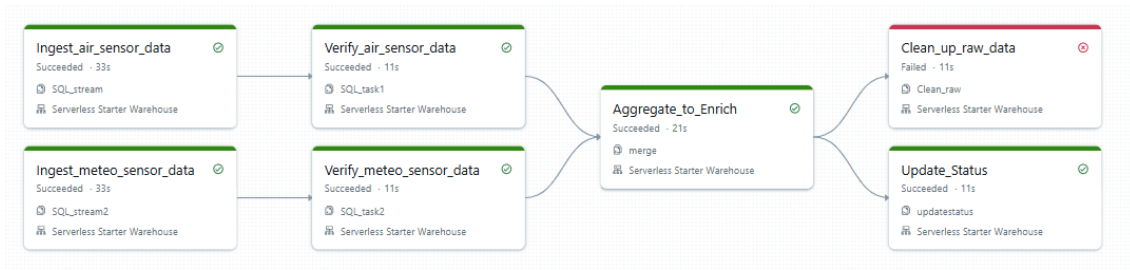 Ingest_air_sensor_data
Succeeded · 33s
SQL_stream
Serverless Starter Warehouse
Ingest_meteo_sensor_data
Succeeded · 33s
SQL_stream2
Serverless Starter Warehouse
Verify_air_sensor_data
Succeeded · 11s
SQL_task1
Serverless Starter Warehouse
Verify_meteo_sensor_data
Succeeded · 11s
SQL_task2
Serverless Starter Warehouse
Aggregate_to_Enrich
Succeeded · 21s
merge
Serverless Starter Warehouse
Clean_up_raw_data
Failed · 11s
Clean_raw
Serverless Starter Warehouse
Update_Status
Succeeded · 11s
updatestatus
Serverless Starter Warehouse